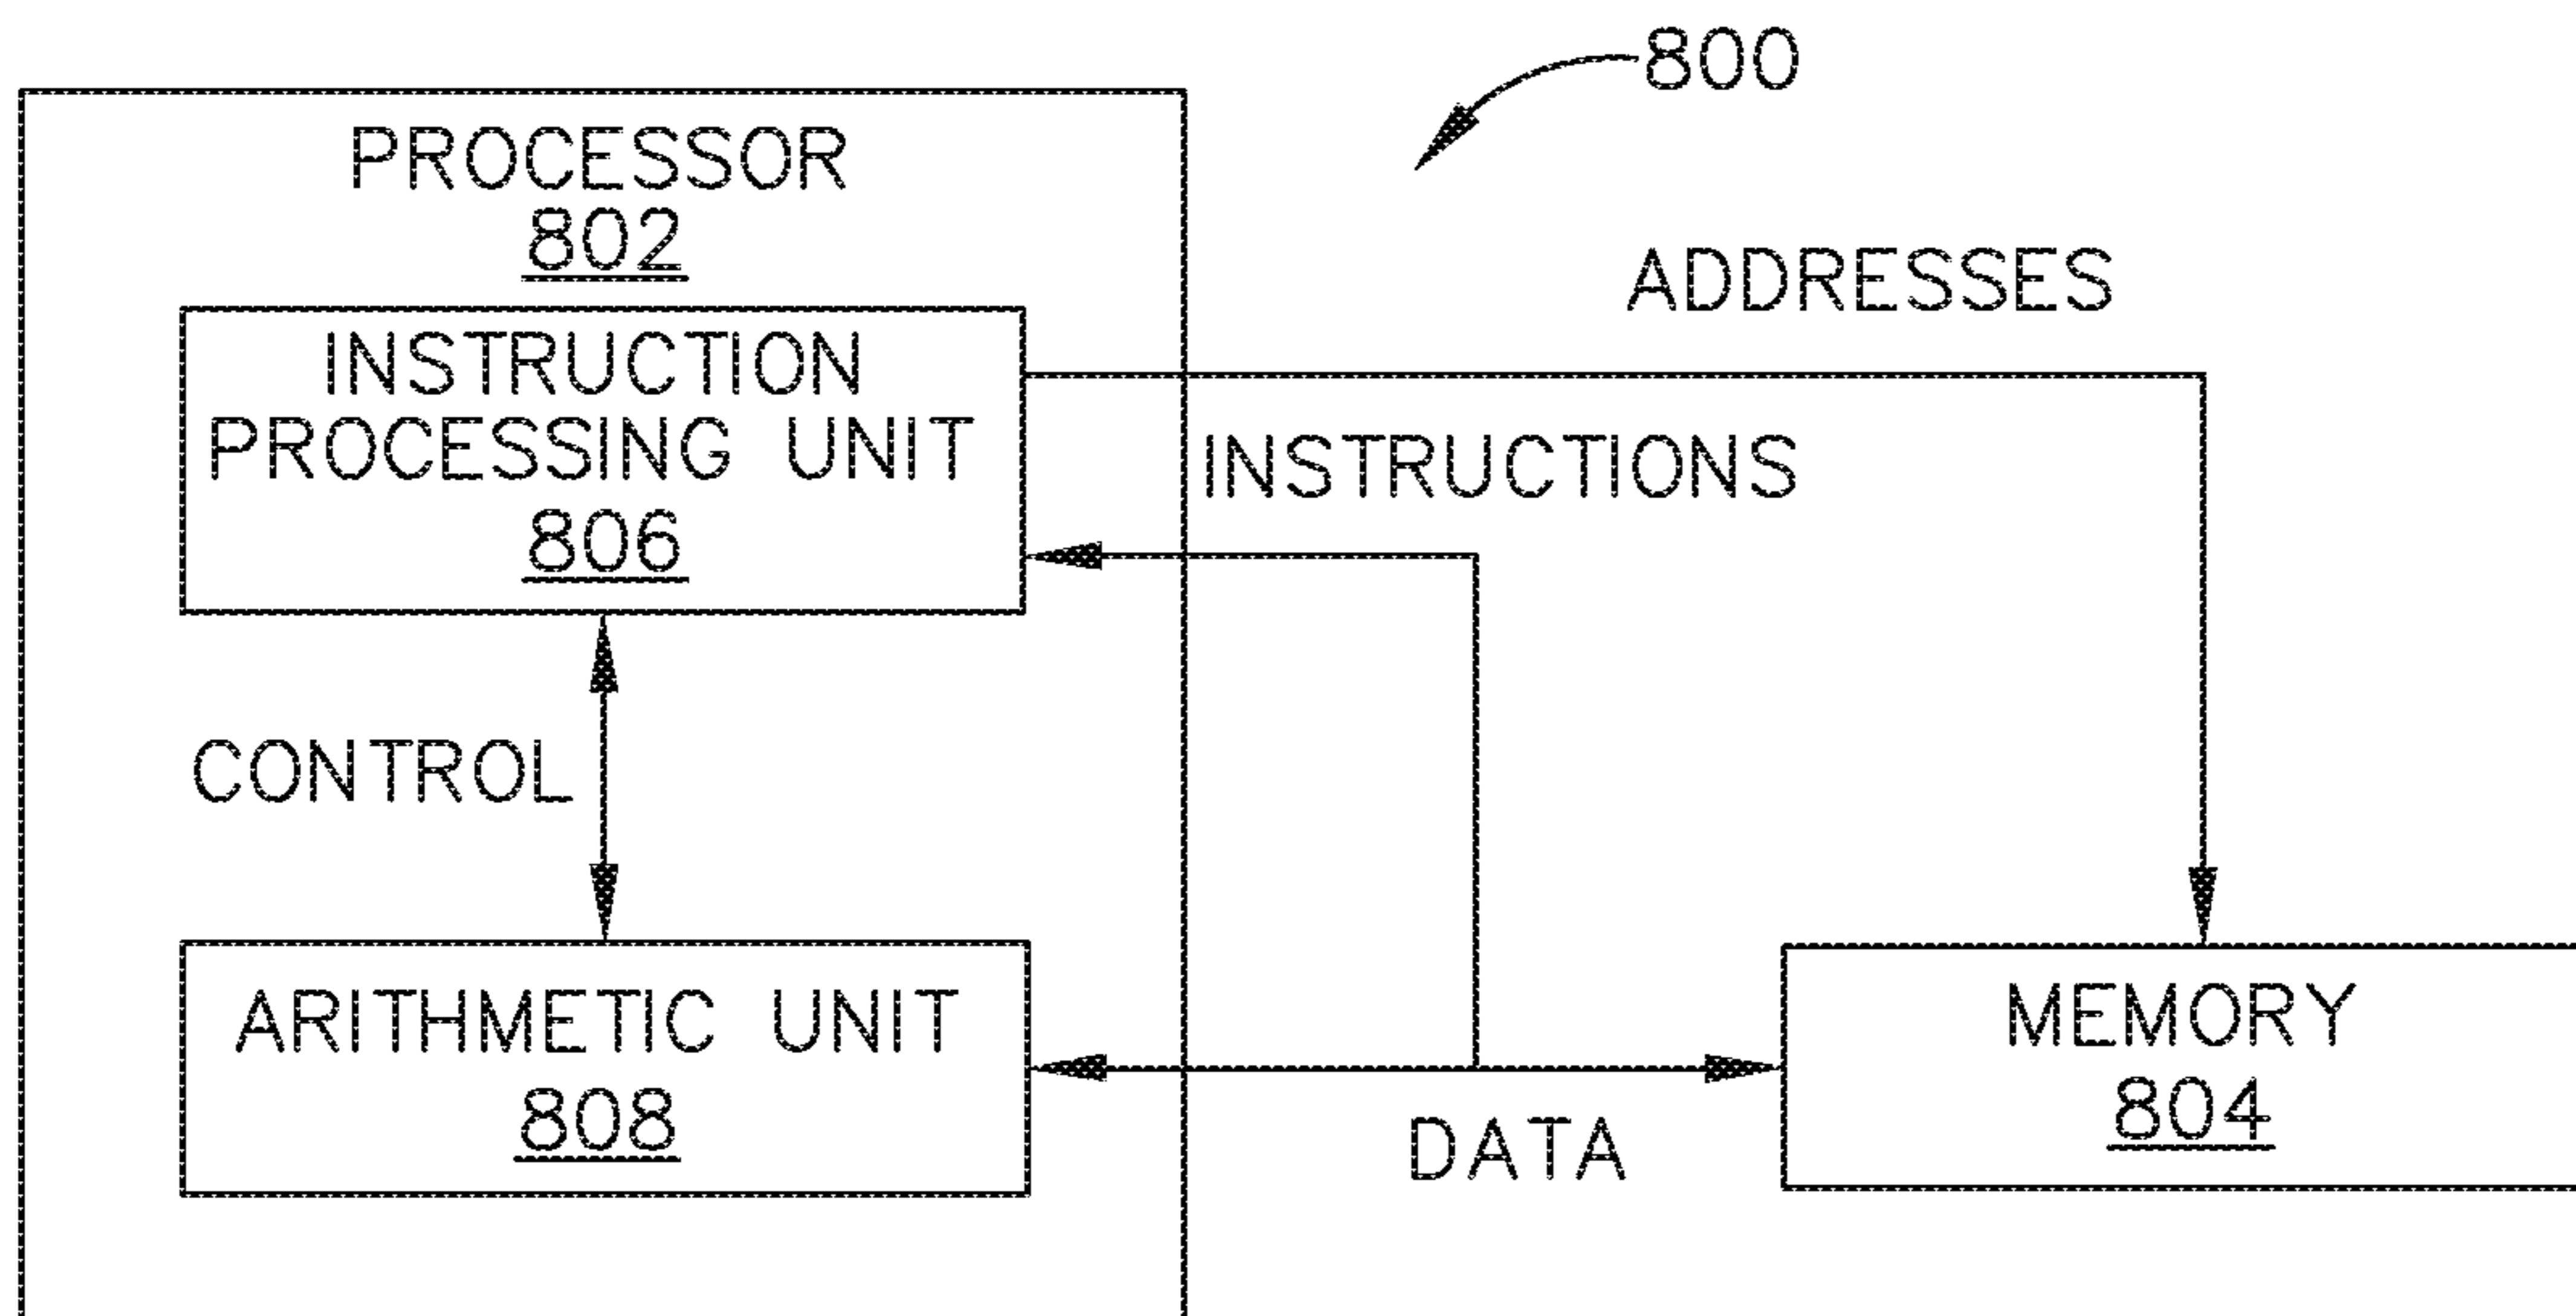 800
PROCESSOR
802
ADDRESSES
INSTRUCTION
PROCESSING UNIT
806
INSTRUCTIONS
CONTROL
ARITHMETIC UNIT
808
DATA
MEMORY
804